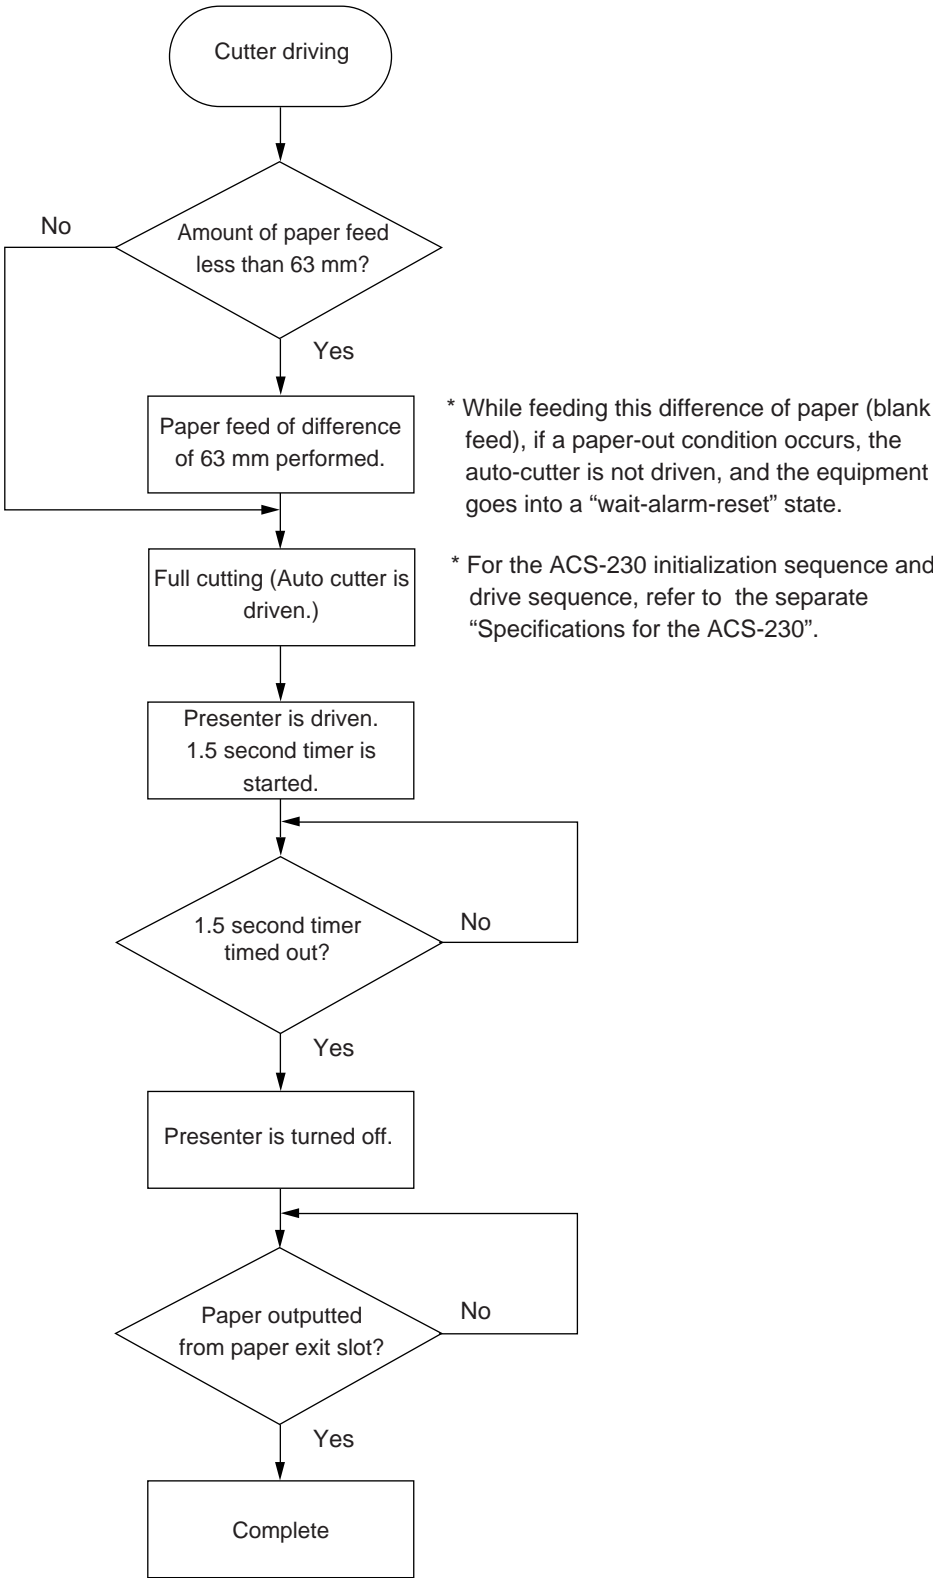 Cutter driving
No
Amount of paper feed
less than 63 mm?
Yes
Paper feed of difference
of 63 mm performed.
* While feeding this difference of paper (blank
feed), if a paper-out condition occurs, the
auto-cutter is not driven, and the equipment
goes into a “wait-alarm-reset” state.
Full cutting (Auto cutter is
driven.)
* For the ACS-230 initialization sequence and
drive sequence, refer to the separate
“Specifications for the ACS-230”.
Presenter is driven.
1.5 second timer is
started.
1.5 second timer
timed out?
No
Yes
Presenter is turned off.
Paper outputted
from paper exit slot?
No
Yes
Complete